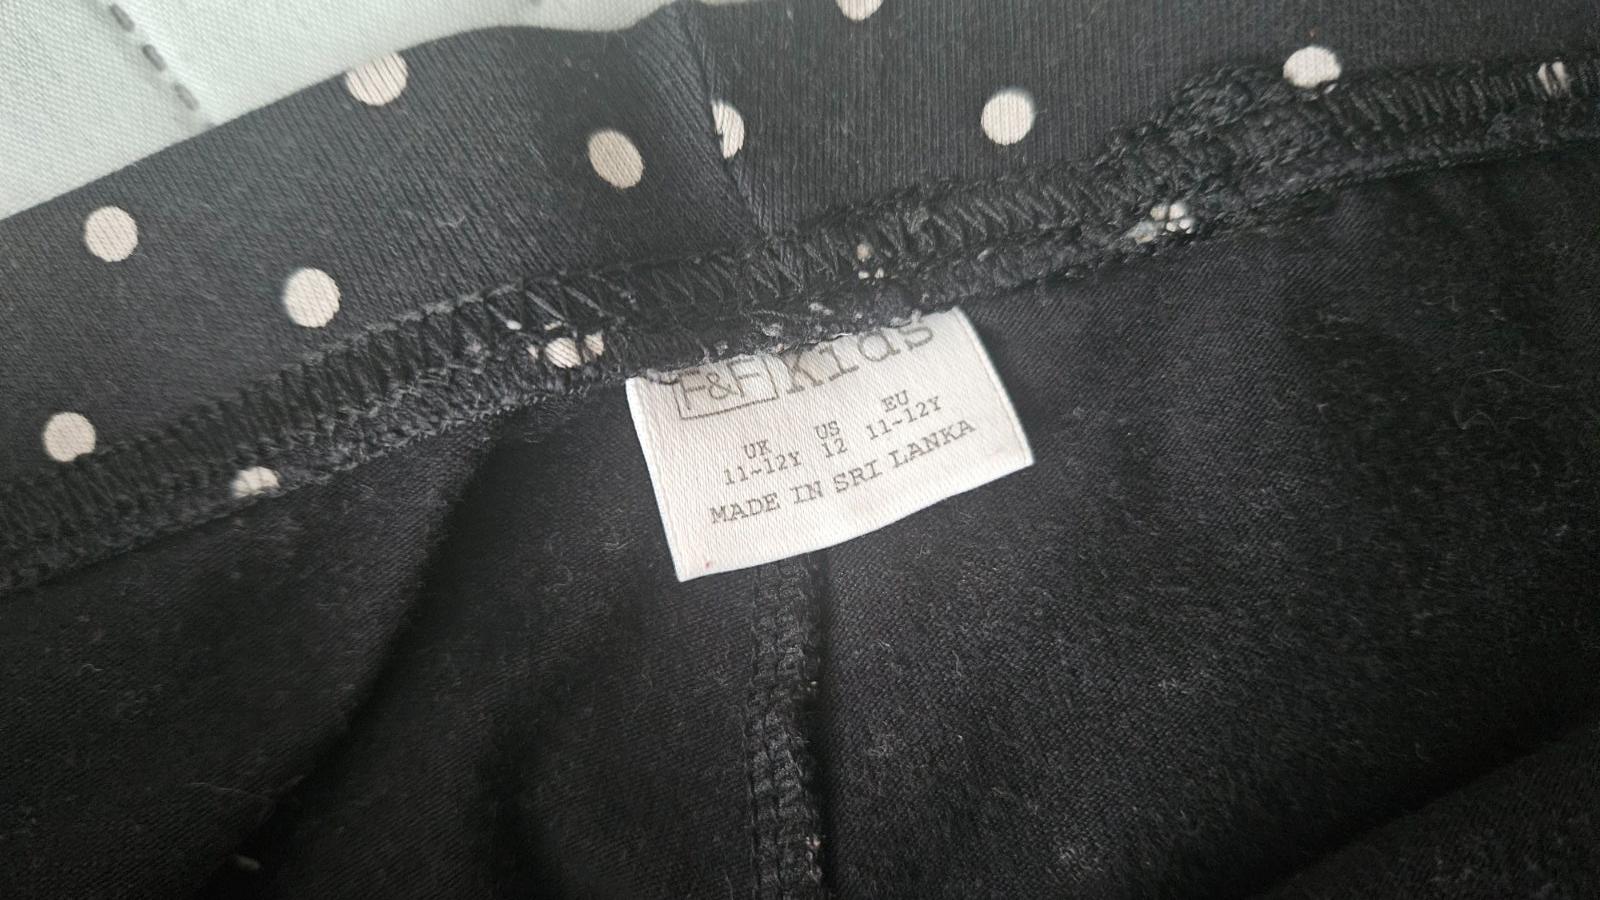 F&F Kids
UK US EU
11-12Y 12 11-12Y
MADE IN SRI LANKA